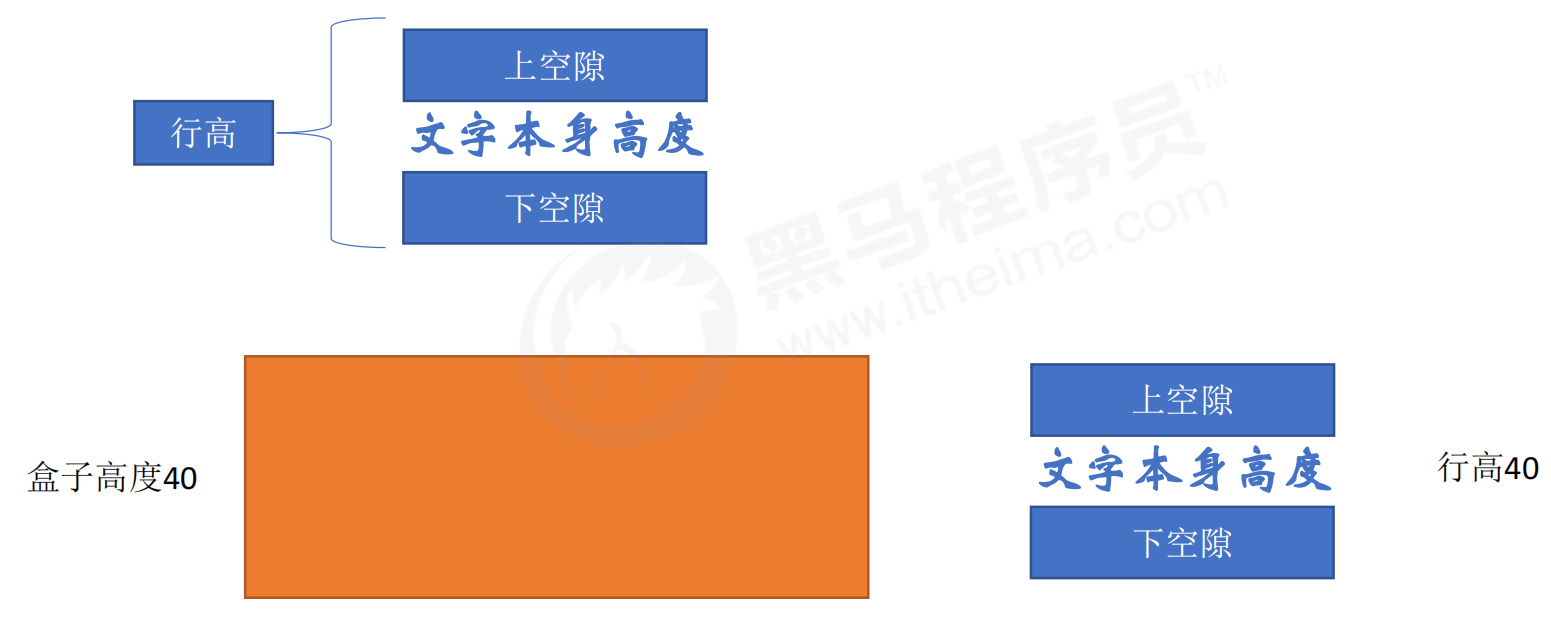 上空隙
行高
文字本身高度
下空隙
黑马程序员™
www.itheima.com
上空隙
盒子高度40
文字本身高度
行高40
下空隙